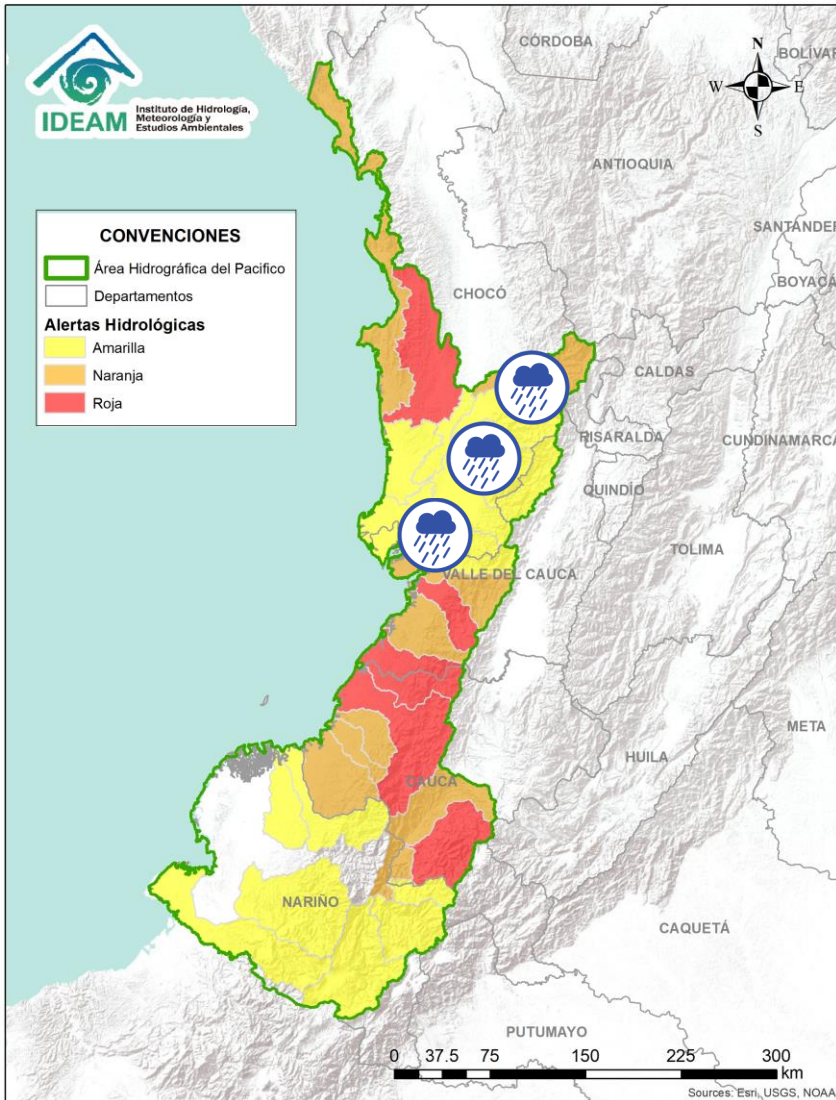 IDEAM
Instituto de Hidrología,
Meteorología y
Estudios Ambientales
CÓRDOBA
BOLÍVAR
N
W
E
S
ANTIOQUIA
CONVENCIONES
Área Hidrográfica del Pacifico
Departamentos
Alertas Hidrológicas
Amarilla
Naranja
Roja
SANTANDER
BOYACÁ
CHOCÓ
CALDAS
RISARALDA
CUNDINAMARCA
QUINDÍO
TOLIMA
VALLE DEL CAUCA
META
HUILA
CAUCA
NARIÑO
CAQUETÁ
PUTUMAYO
0 37.5 75 150 225 300
km
Sources: Esri, USGS, NOAA